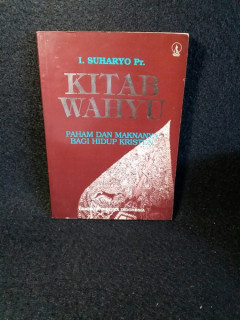 I. SUHARYO Pr.
KITAB
WAHYU
PAHAM DAN MAKNANYA
BAGI HIDUP KRISTEN